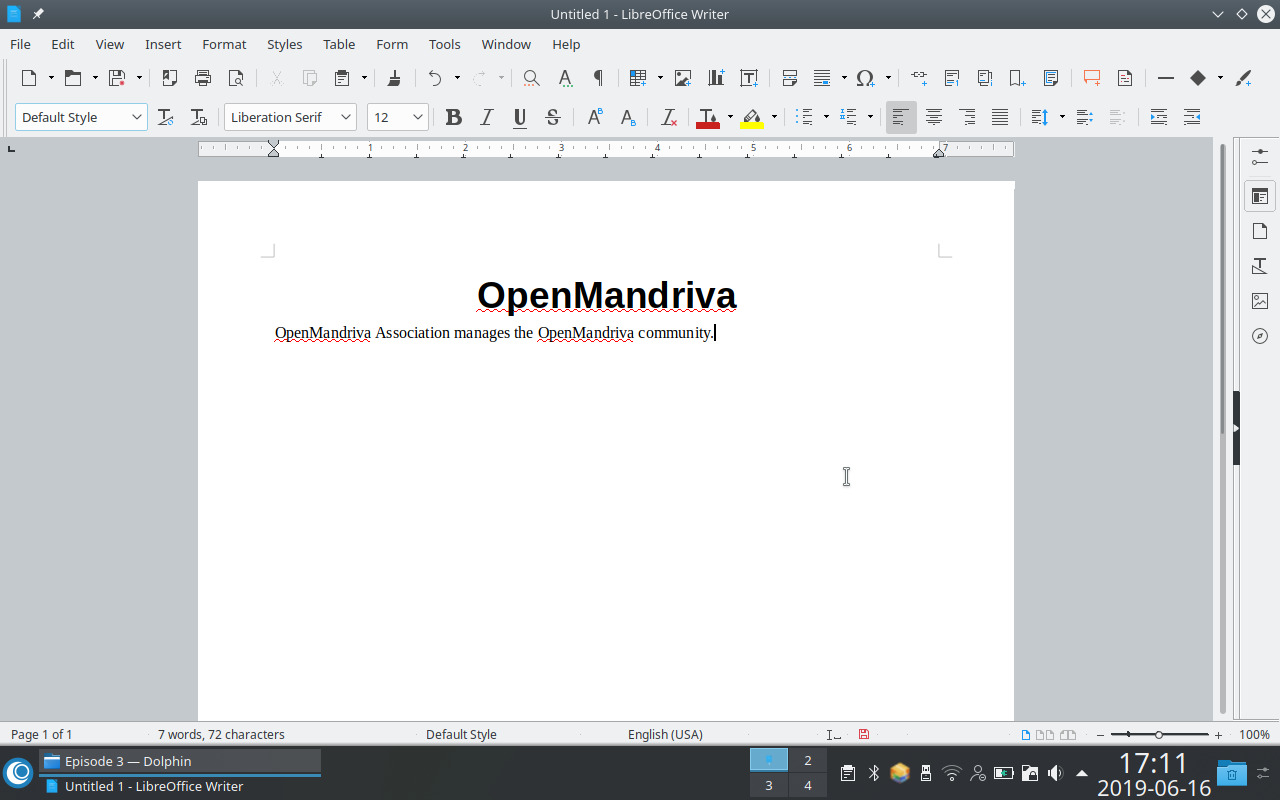 Untitled 1 - LibreOffice Writer
File Edit View Insert Format Styles Table Form Tools Window Help
Default Style Liberation Serif 12
1 2 3 4 5 6 7
OpenMandriva
OpenMandriva Association manages the OpenMandriva community.
Page 1 of 1 7 words, 72 characters Default Style English (USA) 100%
Episode 3 — Dolphin
Untitled 1 - LibreOffice Writer
2
3 4
17:11
2019-06-16